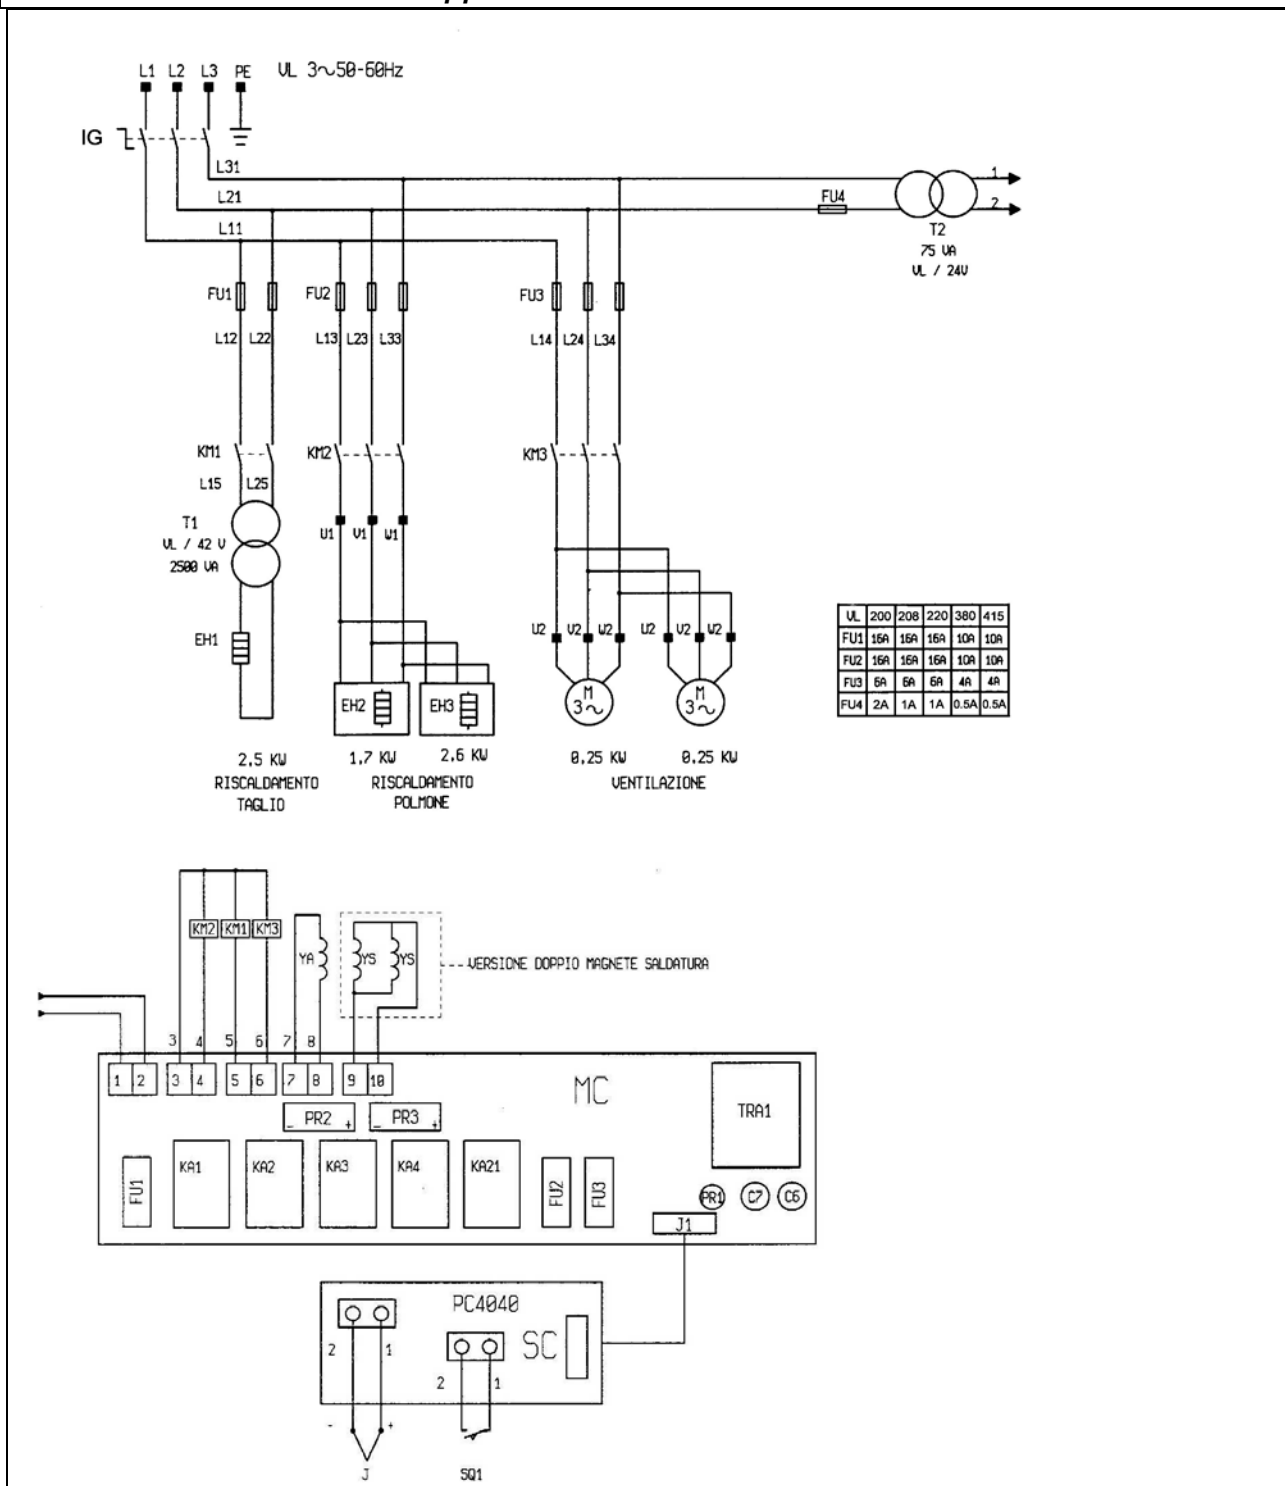 L1 L2 L3 PE VL 3~50-60Hz
IG
L31
L21
L11
FU4
1
2
T2
75 VA
VL / 24V
FU1 FU2 FU3
L12 L22 L13 L23 L33 L14 L24 L34
KM1 KM2 KM3
L15 L25
T1
VL / 42 V
2500 VA
U1 V1 W1
EH1
U2 V2 W2 U2 V2 W2
EH2 EH3
M
3~
M
3~
VL 200 208 220 380 415
FU1 16A 16A 16A 10A 10A
FU2 16A 16A 16A 10A 10A
FU3 6A 6A 6A 4A 4A
FU4 2A 1A 1A 0.5A 0.5A
2,5 KW
RISCALDAMENTO
TAGLIO
1,7 KW 2,6 KW
RISCALDAMENTO
POLMONE
0,25 KW 0,25 KW
VENTILAZIONE
KM2 KM1 KM3
YA YS YS
VERSIONE DOPPIO MAGNETE SALDATURA
3 4 5 6 7 8
1 2 3 4 5 6 7 8 9 10
MC
TRA1
- PR2 + - PR3 +
FU1 KA1 KA2 KA3 KA4 KA21 FU2 FU3
PR1 C7 C6
J1
PC4040
SC
2 1
2 1
- +
J SQ1